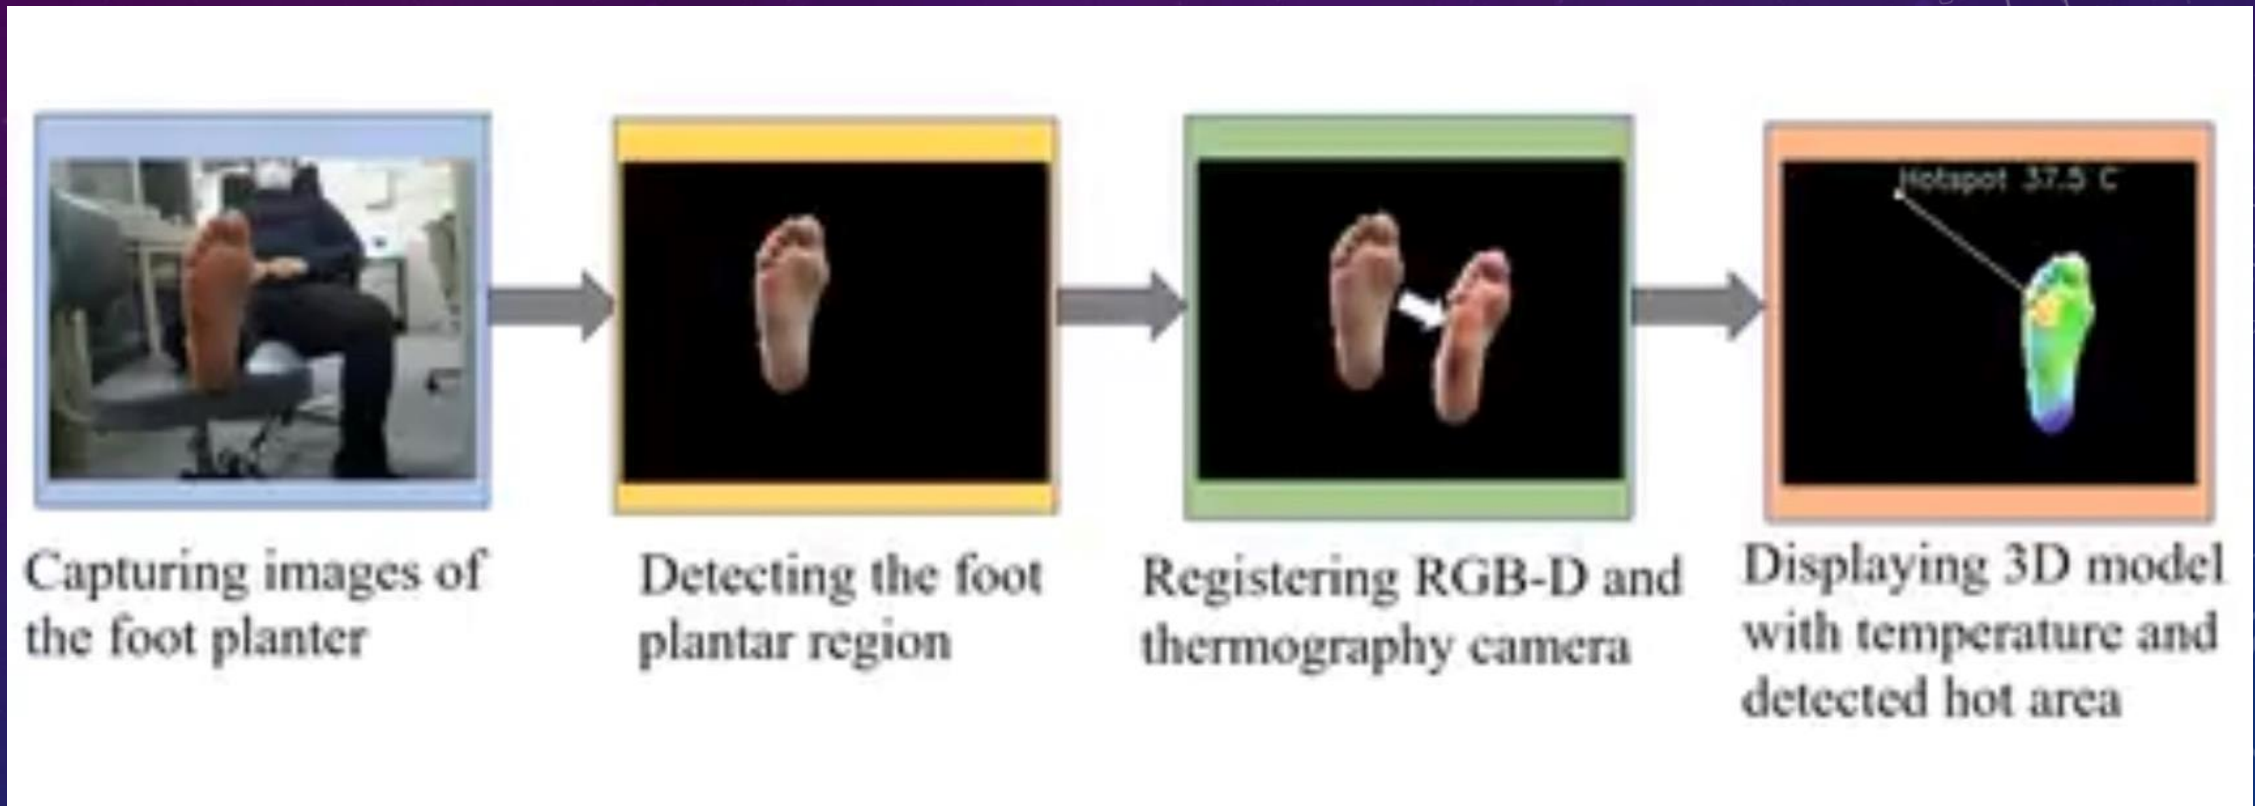 Hotspot 37.5 C
Capturing images of
the foot planter
Detecting the foot
plantar region
Registering RGB-D and
thermography camera
Displaying 3D model
with temperature and
detected hot area